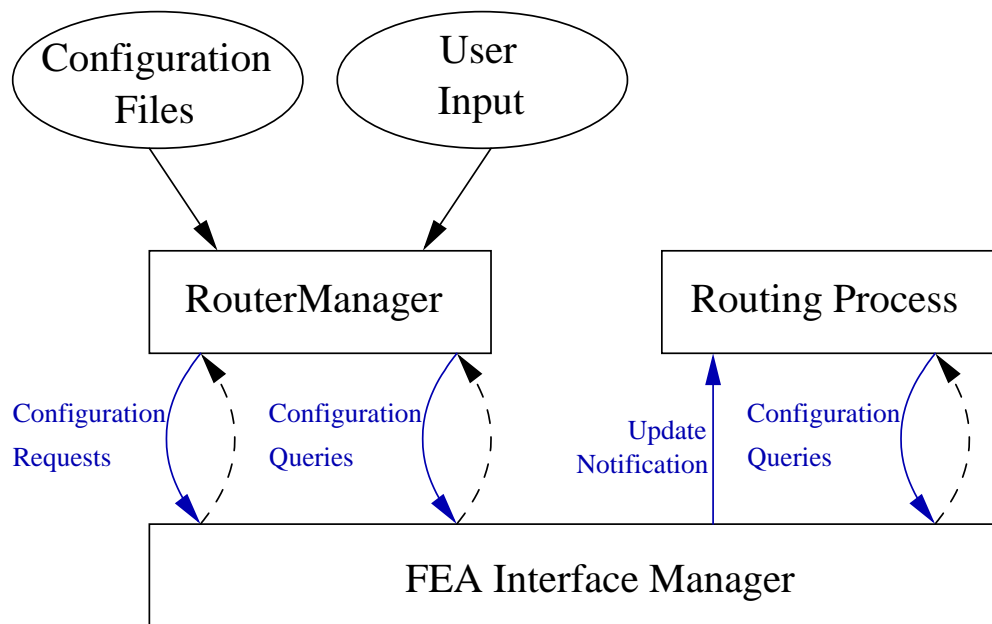 Configuration
Files
User
Input
RouterManager
Routing Process
Configuration
Requests
Configuration
Queries
Update
Notification
Configuration
Queries
FEA Interface Manager